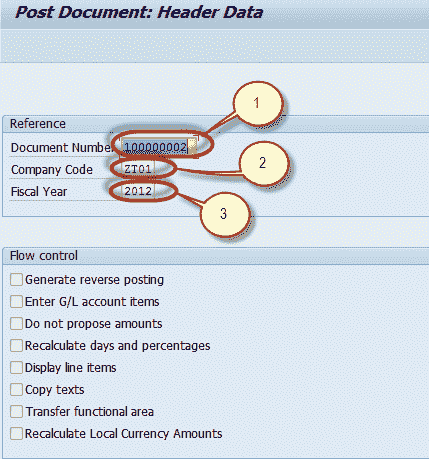 Post Document: Header Data
1
Reference
Document Number 100000002
Company Code ZT01
2
Fiscal Year 2012
3
Flow control
Generate reverse posting
Enter G/L account items
Do not propose amounts
Recalculate days and percentages
Display line items
Copy texts
Transfer functional area
Recalculate Local Currency Amounts